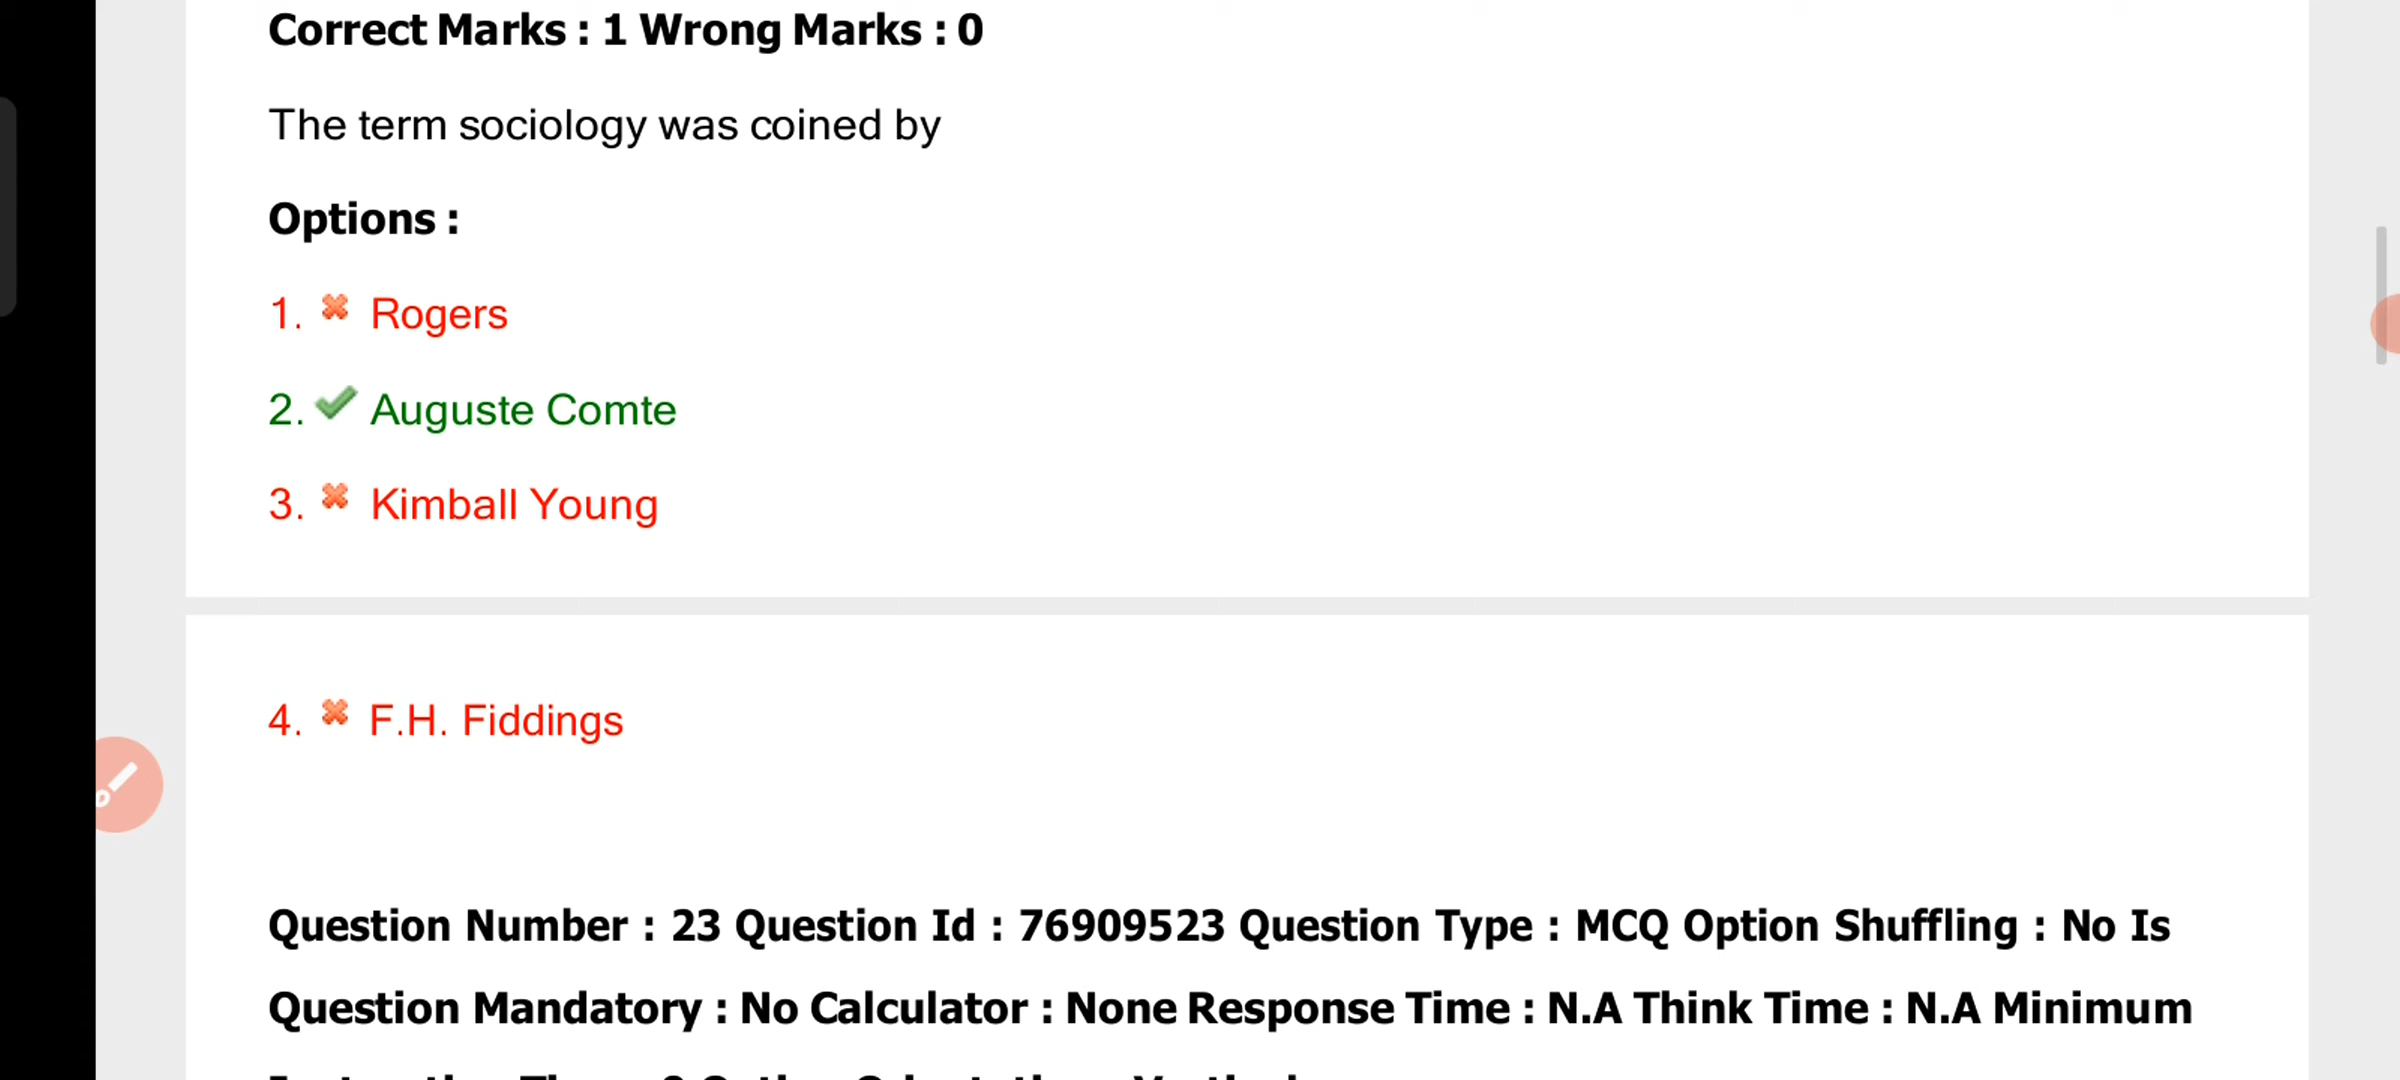 Correct Marks : 1 Wrong Marks : 0
The term sociology was coined by
Options :
1. Rogers
2. Auguste Comte
3. Kimball Young
4. F.H. Fiddings
Question Number : 23 Question Id : 76909523 Question Type : MCQ Option Shuffling : No Is
Question Mandatory : No Calculator : None Response Time : N.A Think Time : N.A Minimum